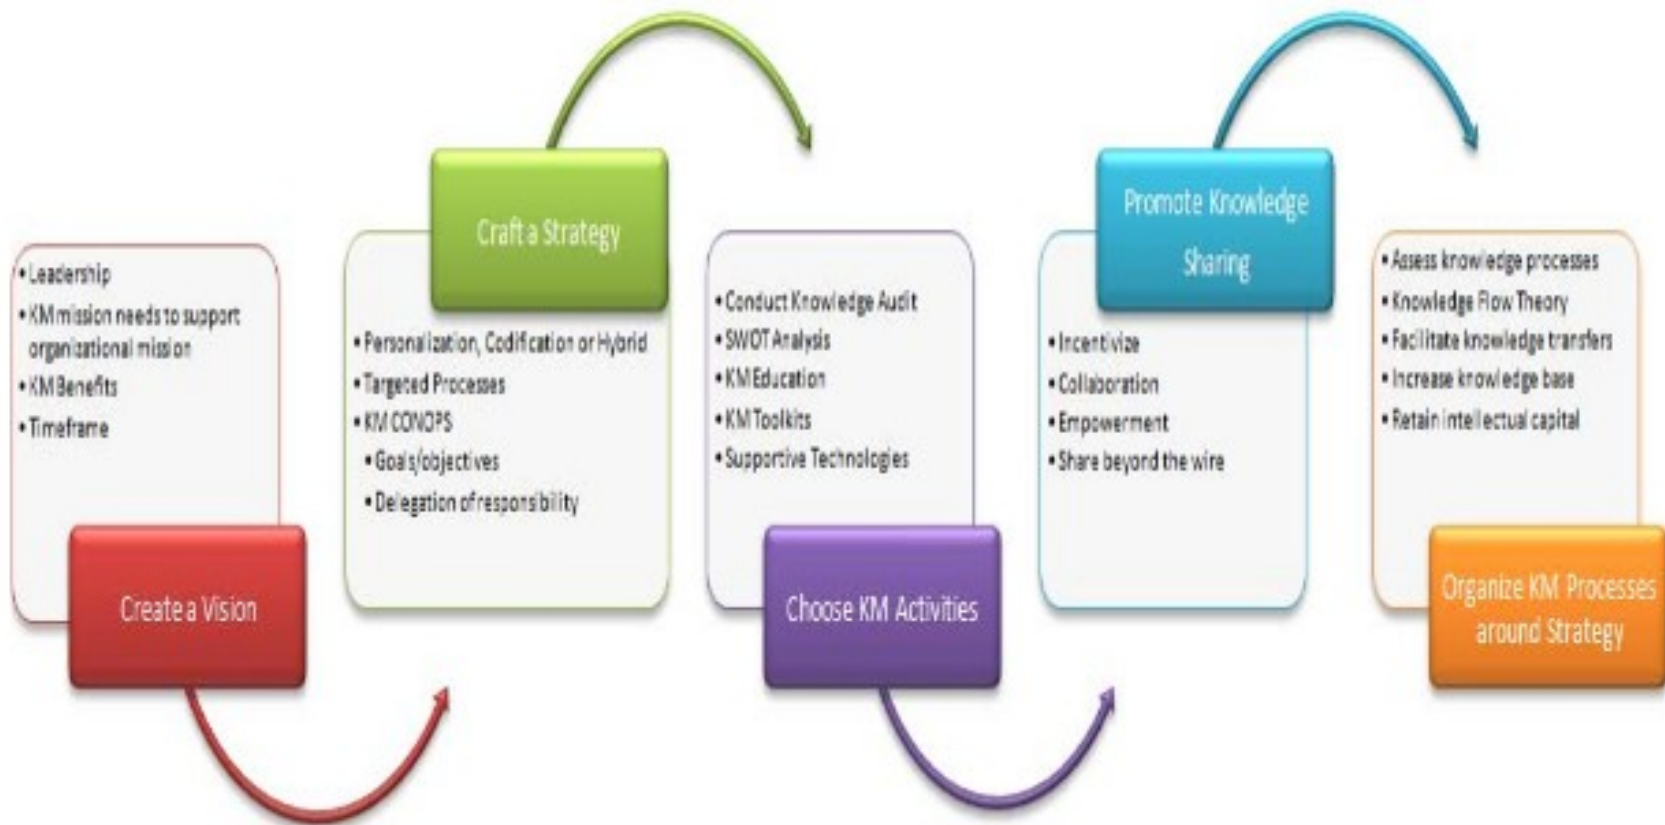 • Leadership
• KM mission needs to support
organizational mission
• KM Benefits
• Timeframe
Create a Vision
Craft a Strategy
• Personalization, Codification or Hybrid
• Targeted Processes
• KM CONOPS
• Goals/objectives
• Delegation of responsibility
• Conduct Knowledge Audit
• SWOT Analysis
• KM Education
• KM Toolkits
• Supportive Technologies
Choose KM Activities
Promote Knowledge
Sharing
• Incentivize
• Collaboration
• Empowerment
• Share beyond the wire
• Assess knowledge processes
• Knowledge Flow Theory
• Facilitate knowledge transfers
• Increase knowledge base
• Retain intellectual capital
Organize KM Processes
around Strategy